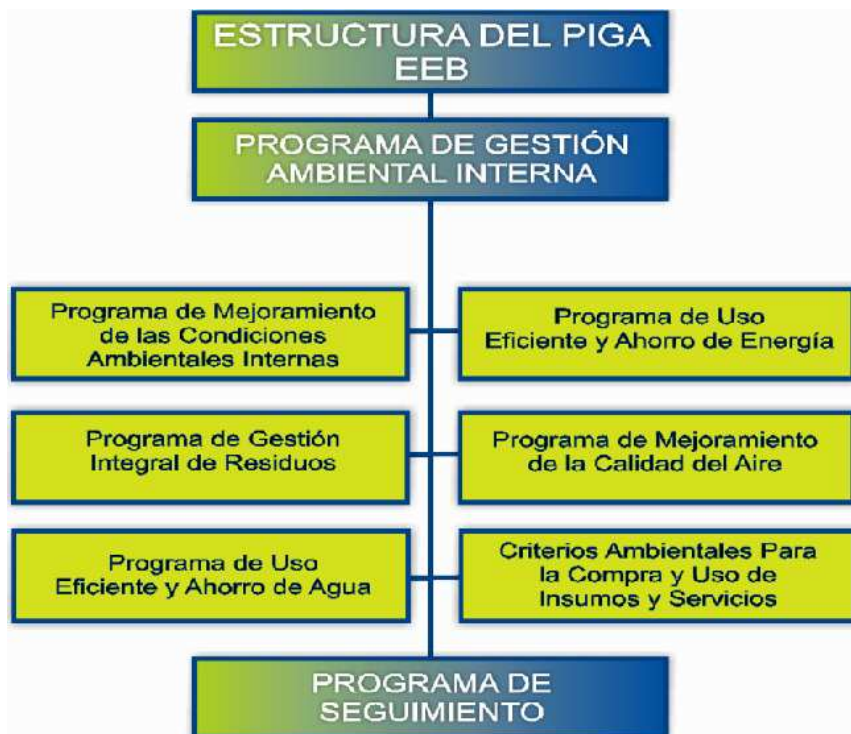 ESTRUCTURA DEL PIGA
EEB
PROGRAMA DE GESTIÓN
AMBIENTAL INTERNA
Programa de Mejoramiento
de las Condiciones
Ambientales Internas
Programa de Uso
Eficiente y Ahorro de Energía
Programa de Gestión
Integral de Residuos
Programa de Mejoramiento
de la Calidad del Aire
Programa de Uso
Eficiente y Ahorro de Agua
Criterios Ambientales Para
la Compra y Uso de
Insumos y Servicios
PROGRAMA DE
SEGUIMIENTO